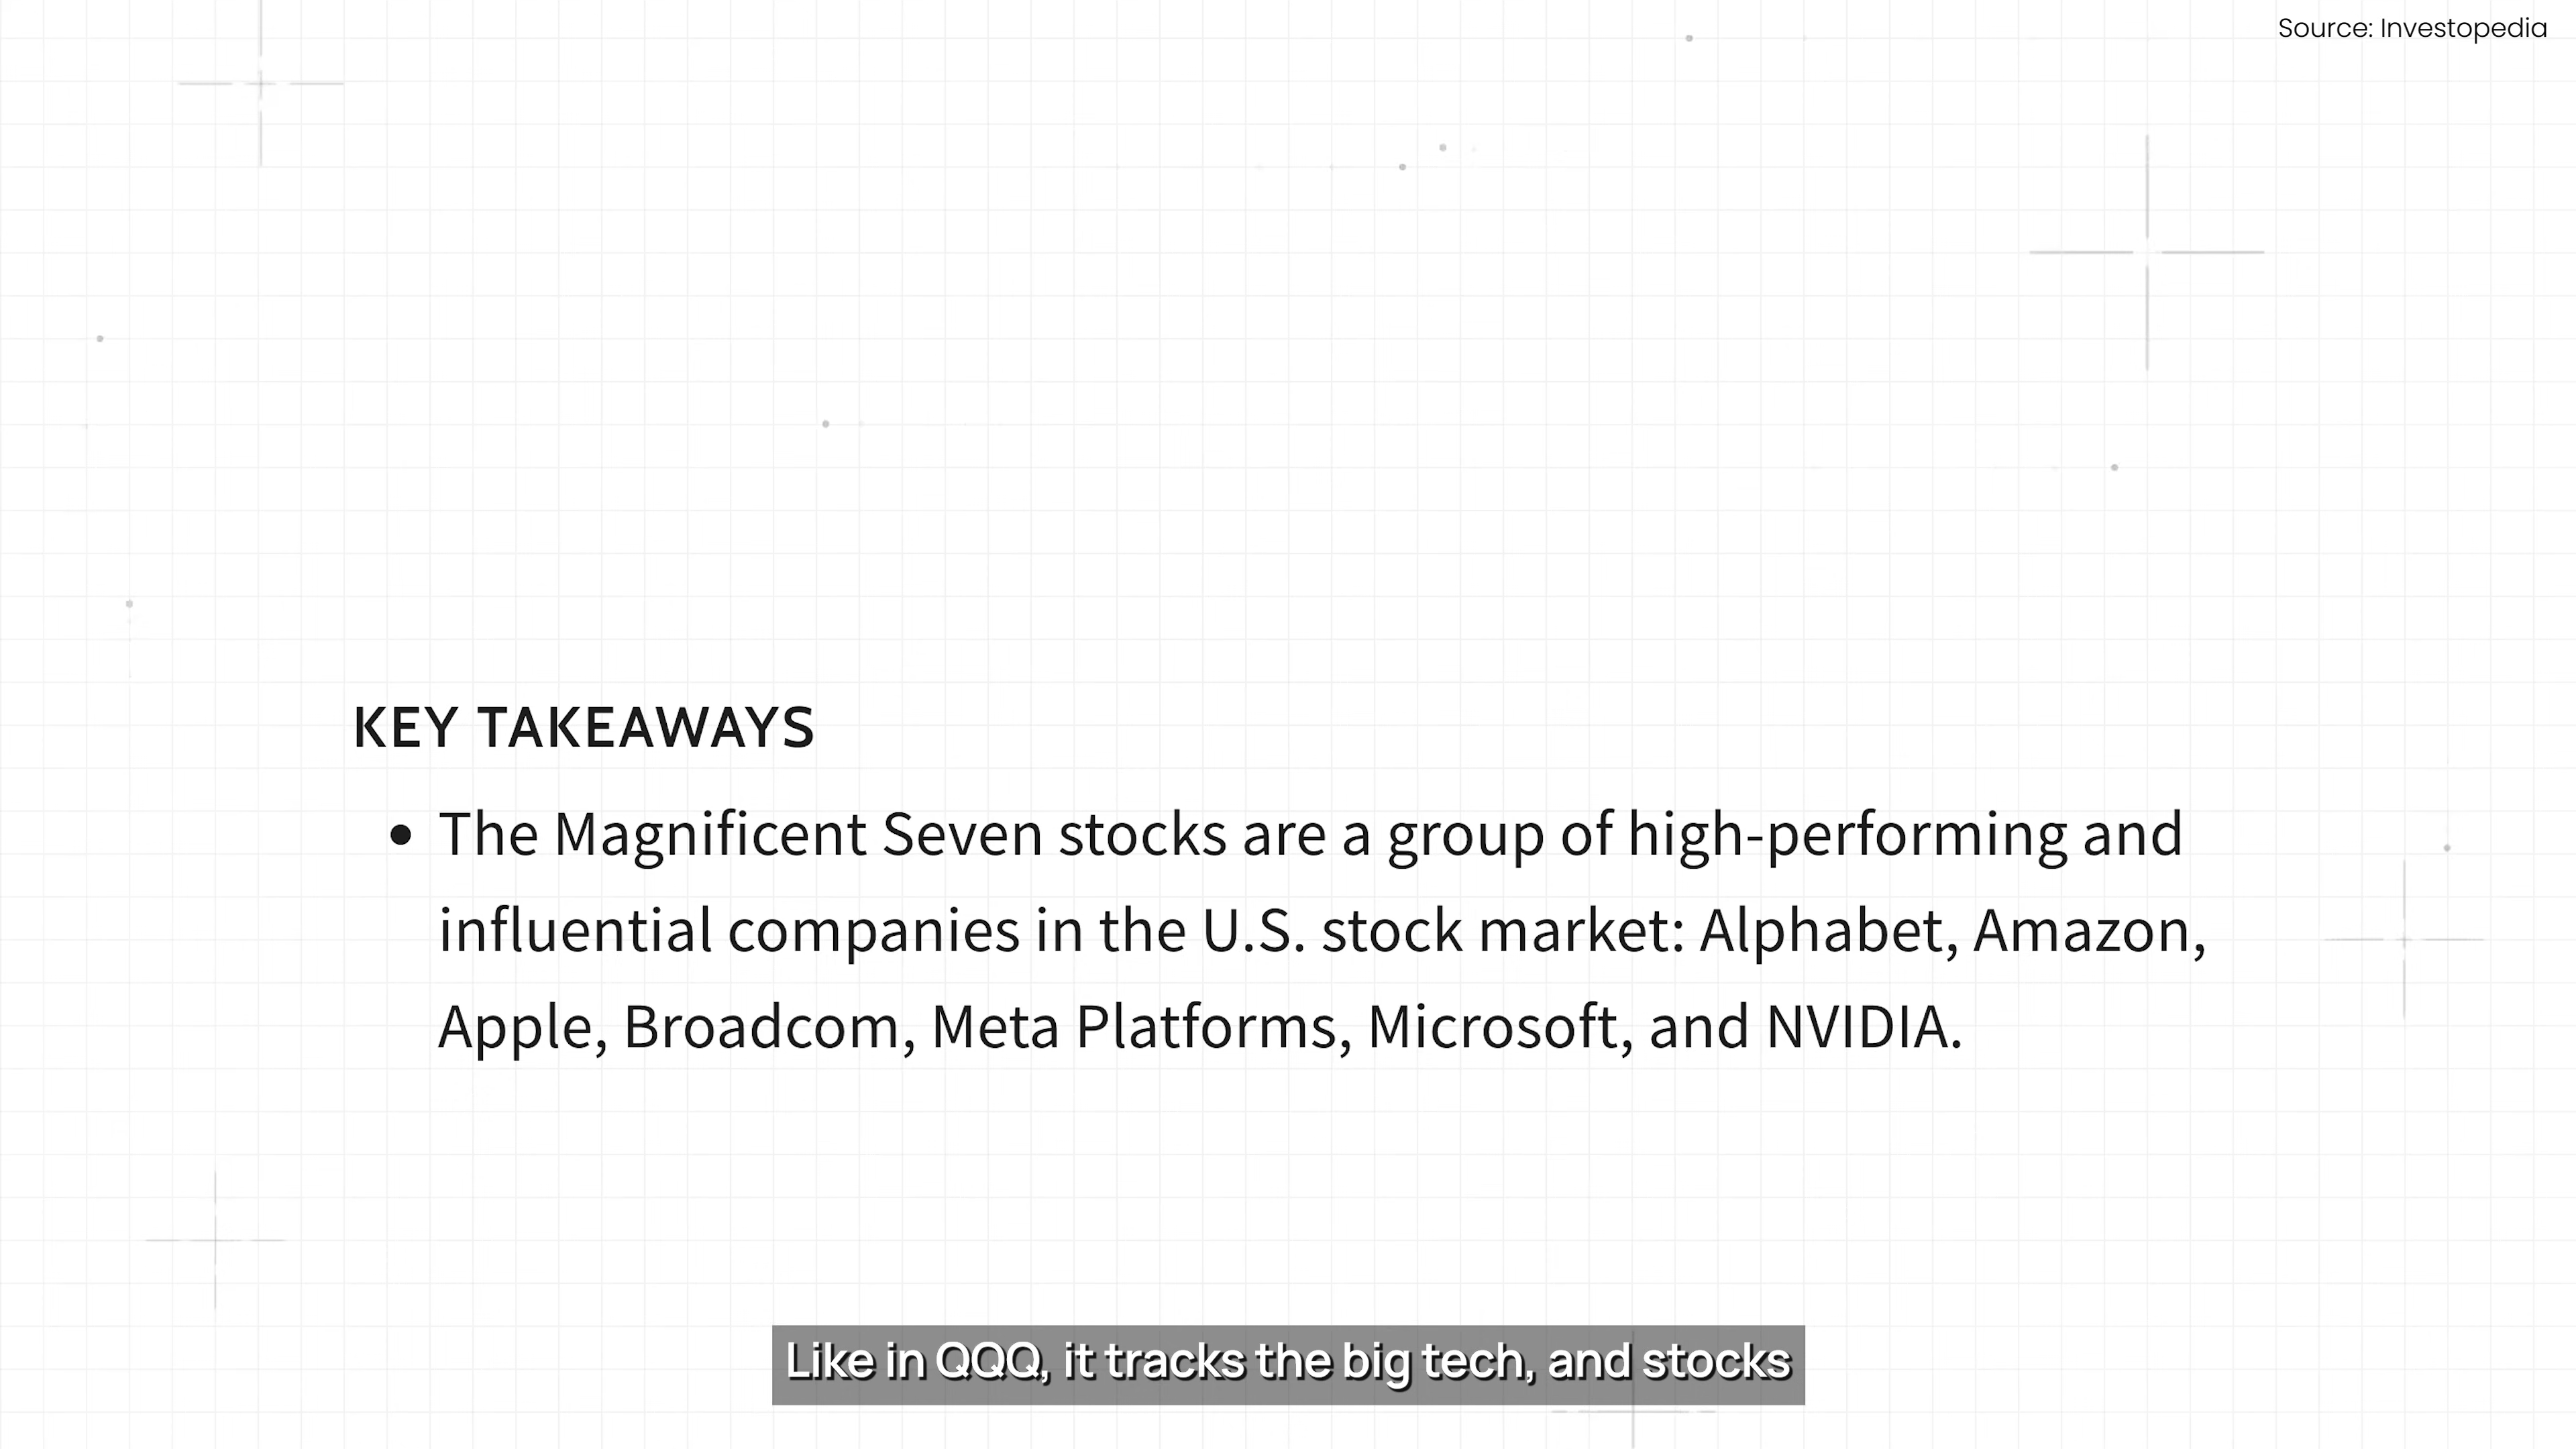 Source: Investopedia
KEY TAKEAWAYS
• The Magnificent Seven stocks are a group of high-performing and
influential companies in the U.S. stock market: Alphabet, Amazon,
Apple, Broadcom, Meta Platforms, Microsoft, and NVIDIA.
Like in QQQ, it tracks the big tech, and stocks